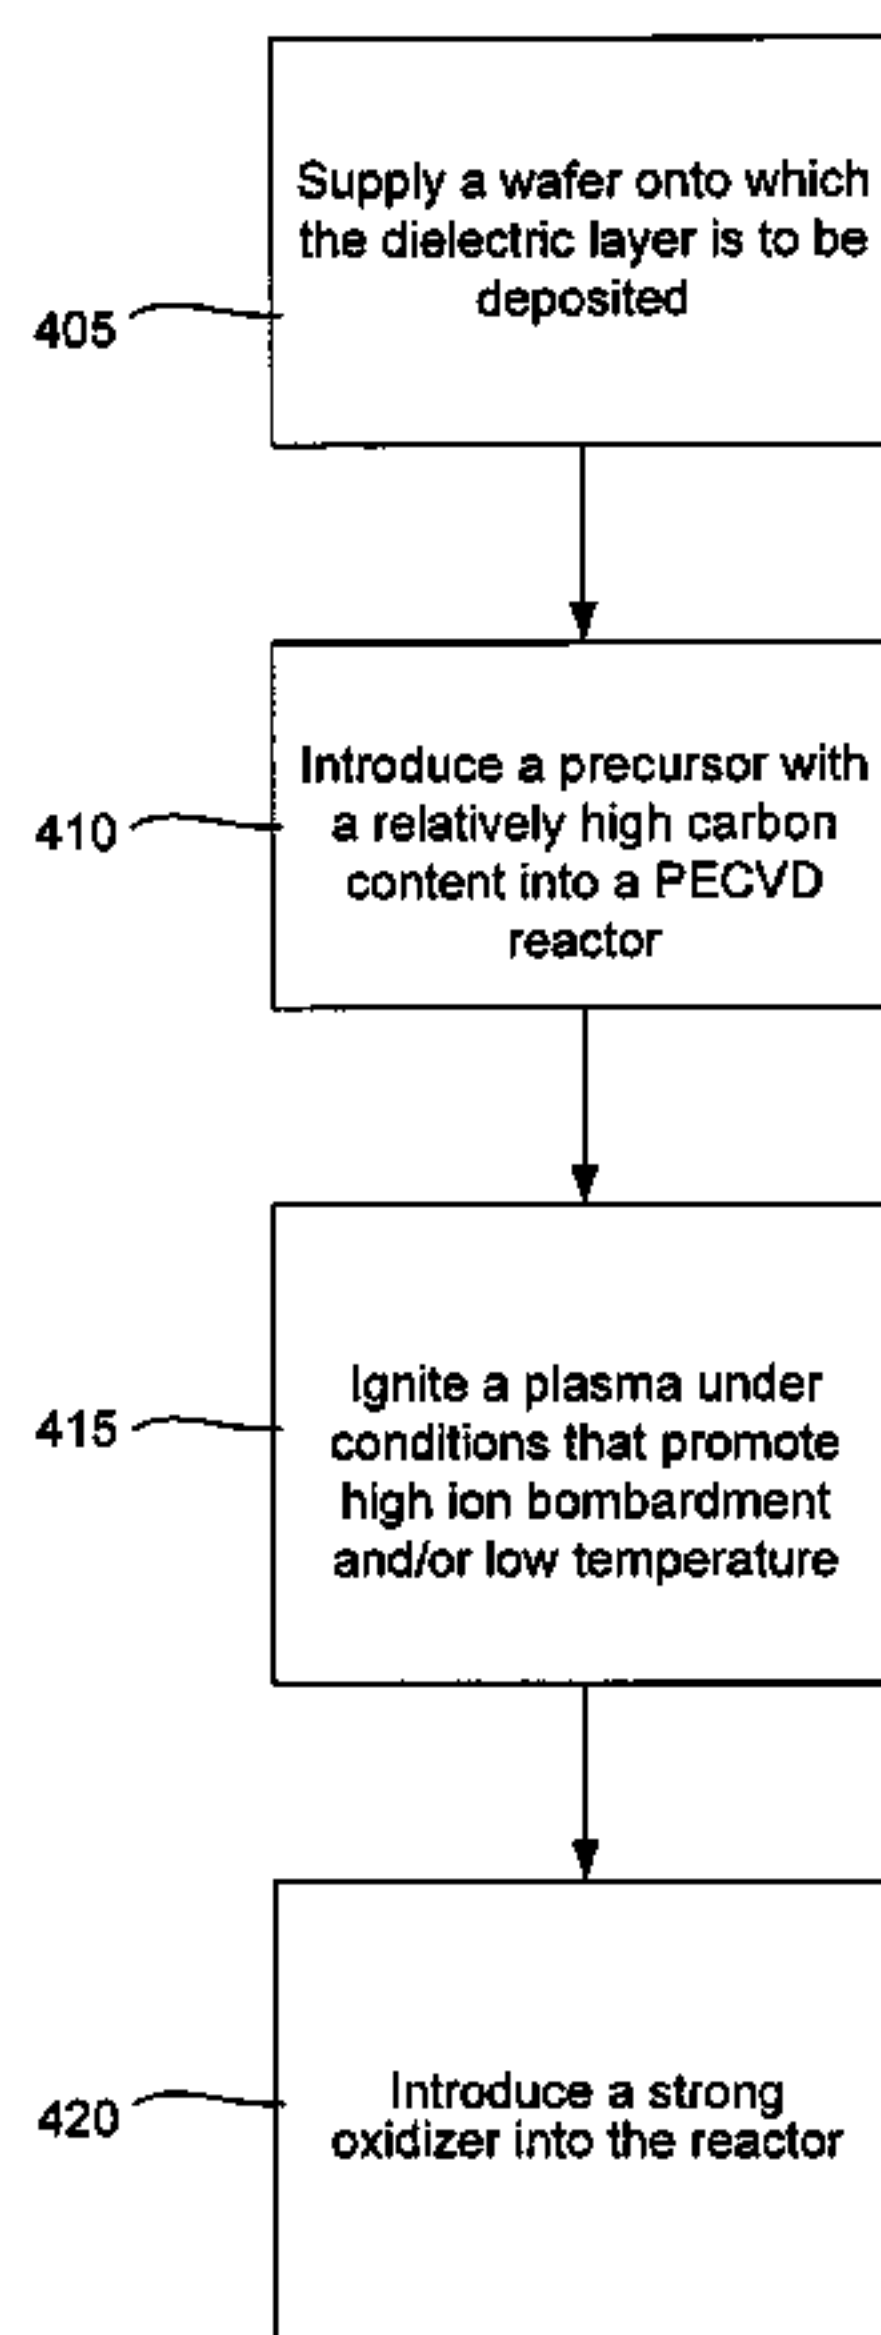 Supply a wafer onto which
the dielectric layer is to be
deposited
405
Introduce a precursor with
a relatively high carbon
content into a PECVD
reactor
410
Ignite a plasma under
conditions that promote
high ion bombardment
and/or low temperature
415
Introduce a strong
oxidizer into the reactor
420